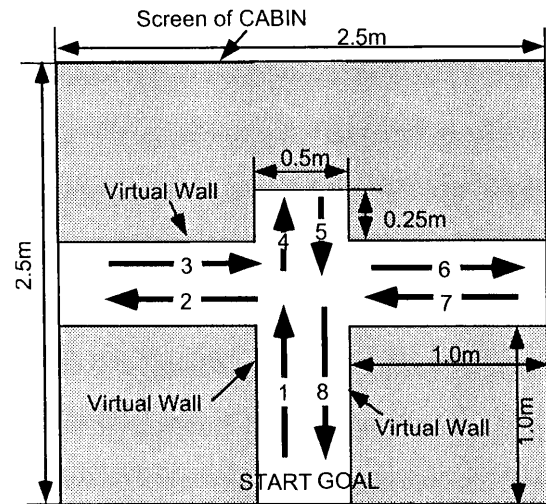 Screen of CABIN
2.5m
0.5m
Virtual Wall
4
5
0.25m
3
6
2.5m
2
7
1.0m
1
8
1.0m
Virtual Wall
Virtual Wall
START GOAL